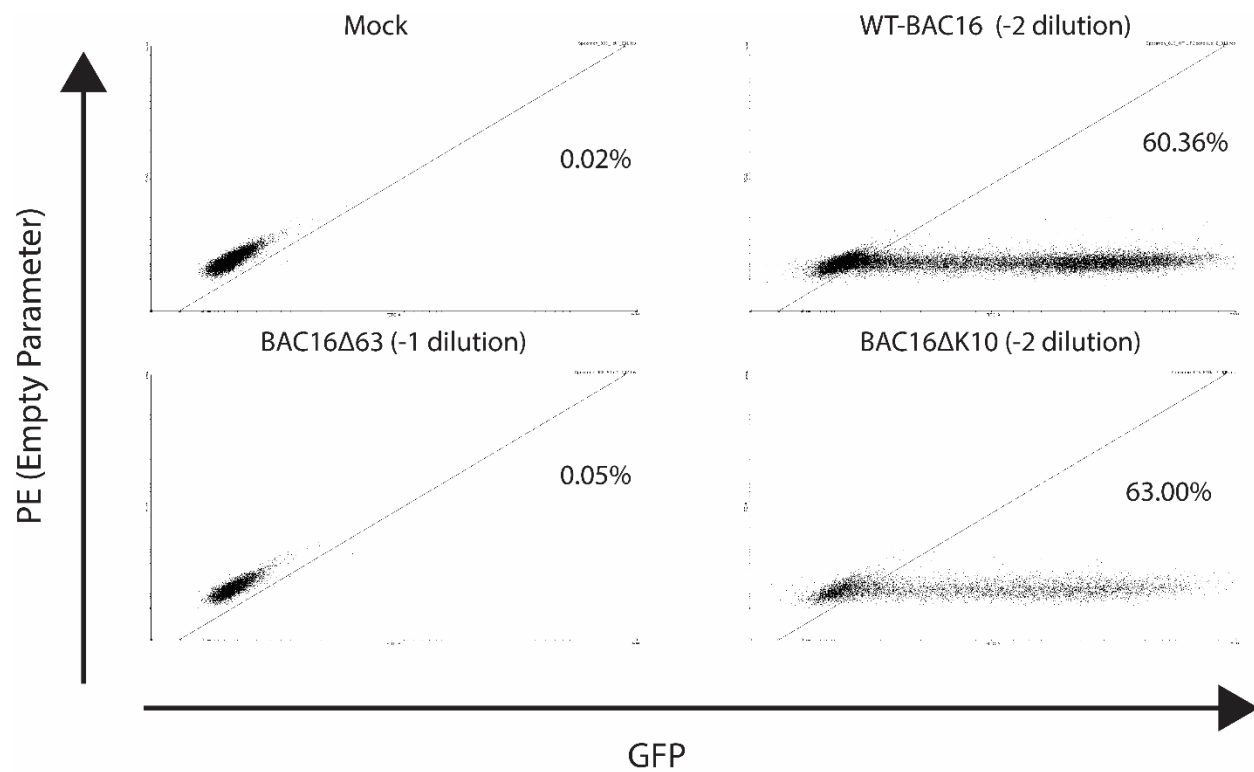 Mock
WT-BAC16 (-2 dilution)
0.02%
60.36%
BAC16Δ63 (-1 dilution)
BAC16ΔK10 (-2 dilution)
0.05%
63.00%
PE (Empty Parameter)
GFP